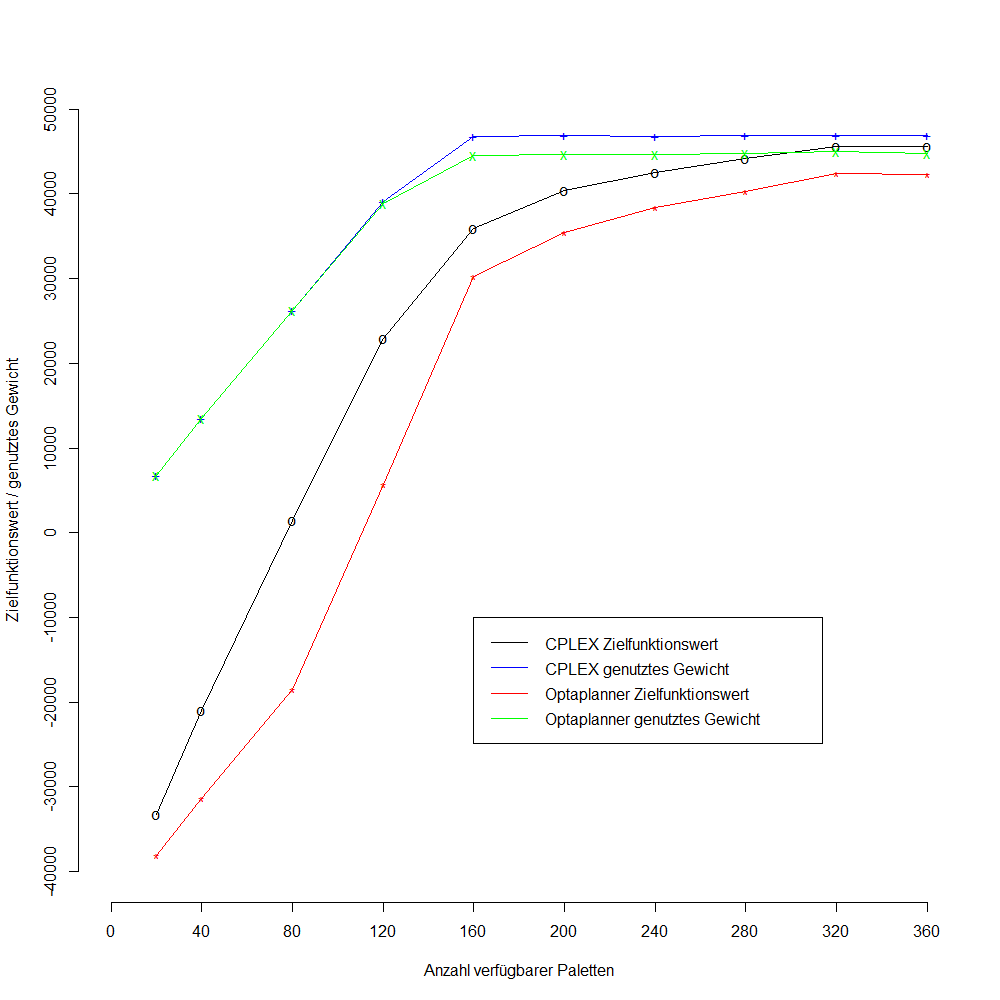 50000
40000
30000
20000
10000
0
-10000
-20000
-30000
-40000
Zielfunktionswert / genutztes Gewicht
CPLEX Zielfunktionswert
CPLEX genutztes Gewicht
Optaplanner Zielfunktionswert
Optaplanner genutztes Gewicht
0 40 80 120 160 200 240 280 320 360
Anzahl verfügbarer Paletten